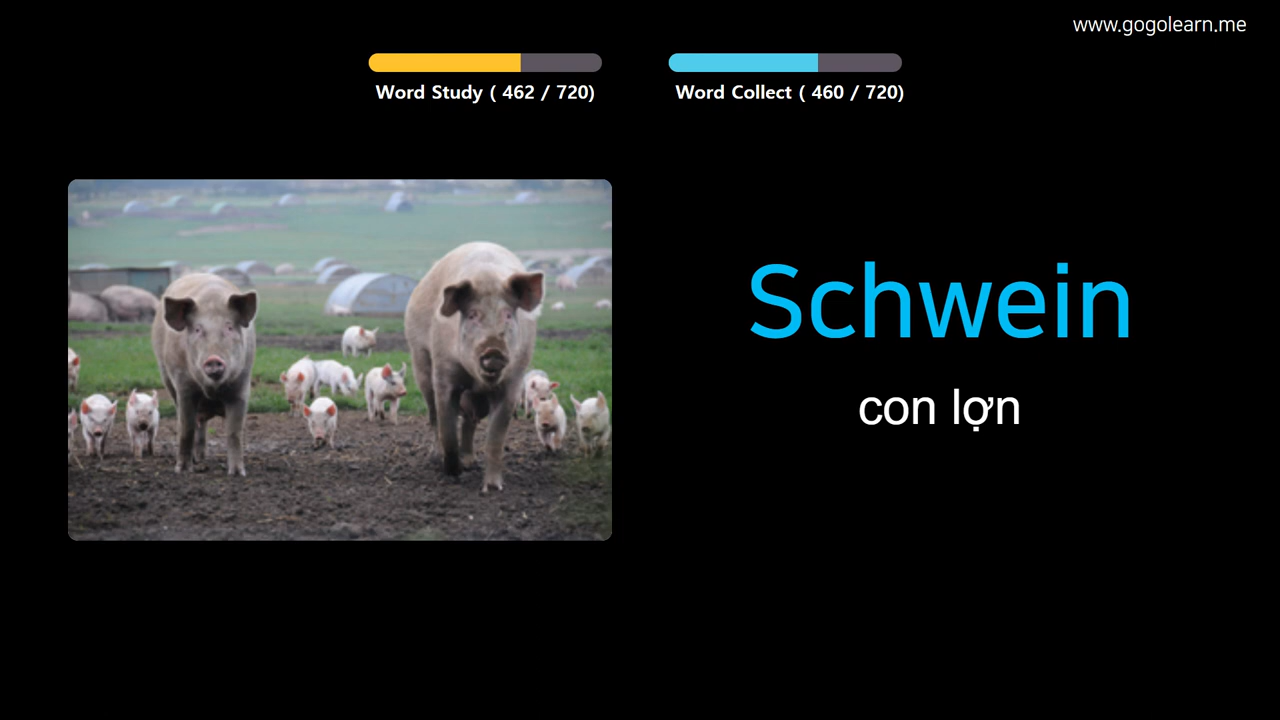 www.gogolearn.me
Word Study ( 462 / 720)
Word Collect ( 460 / 720)
Schwein
con lợn